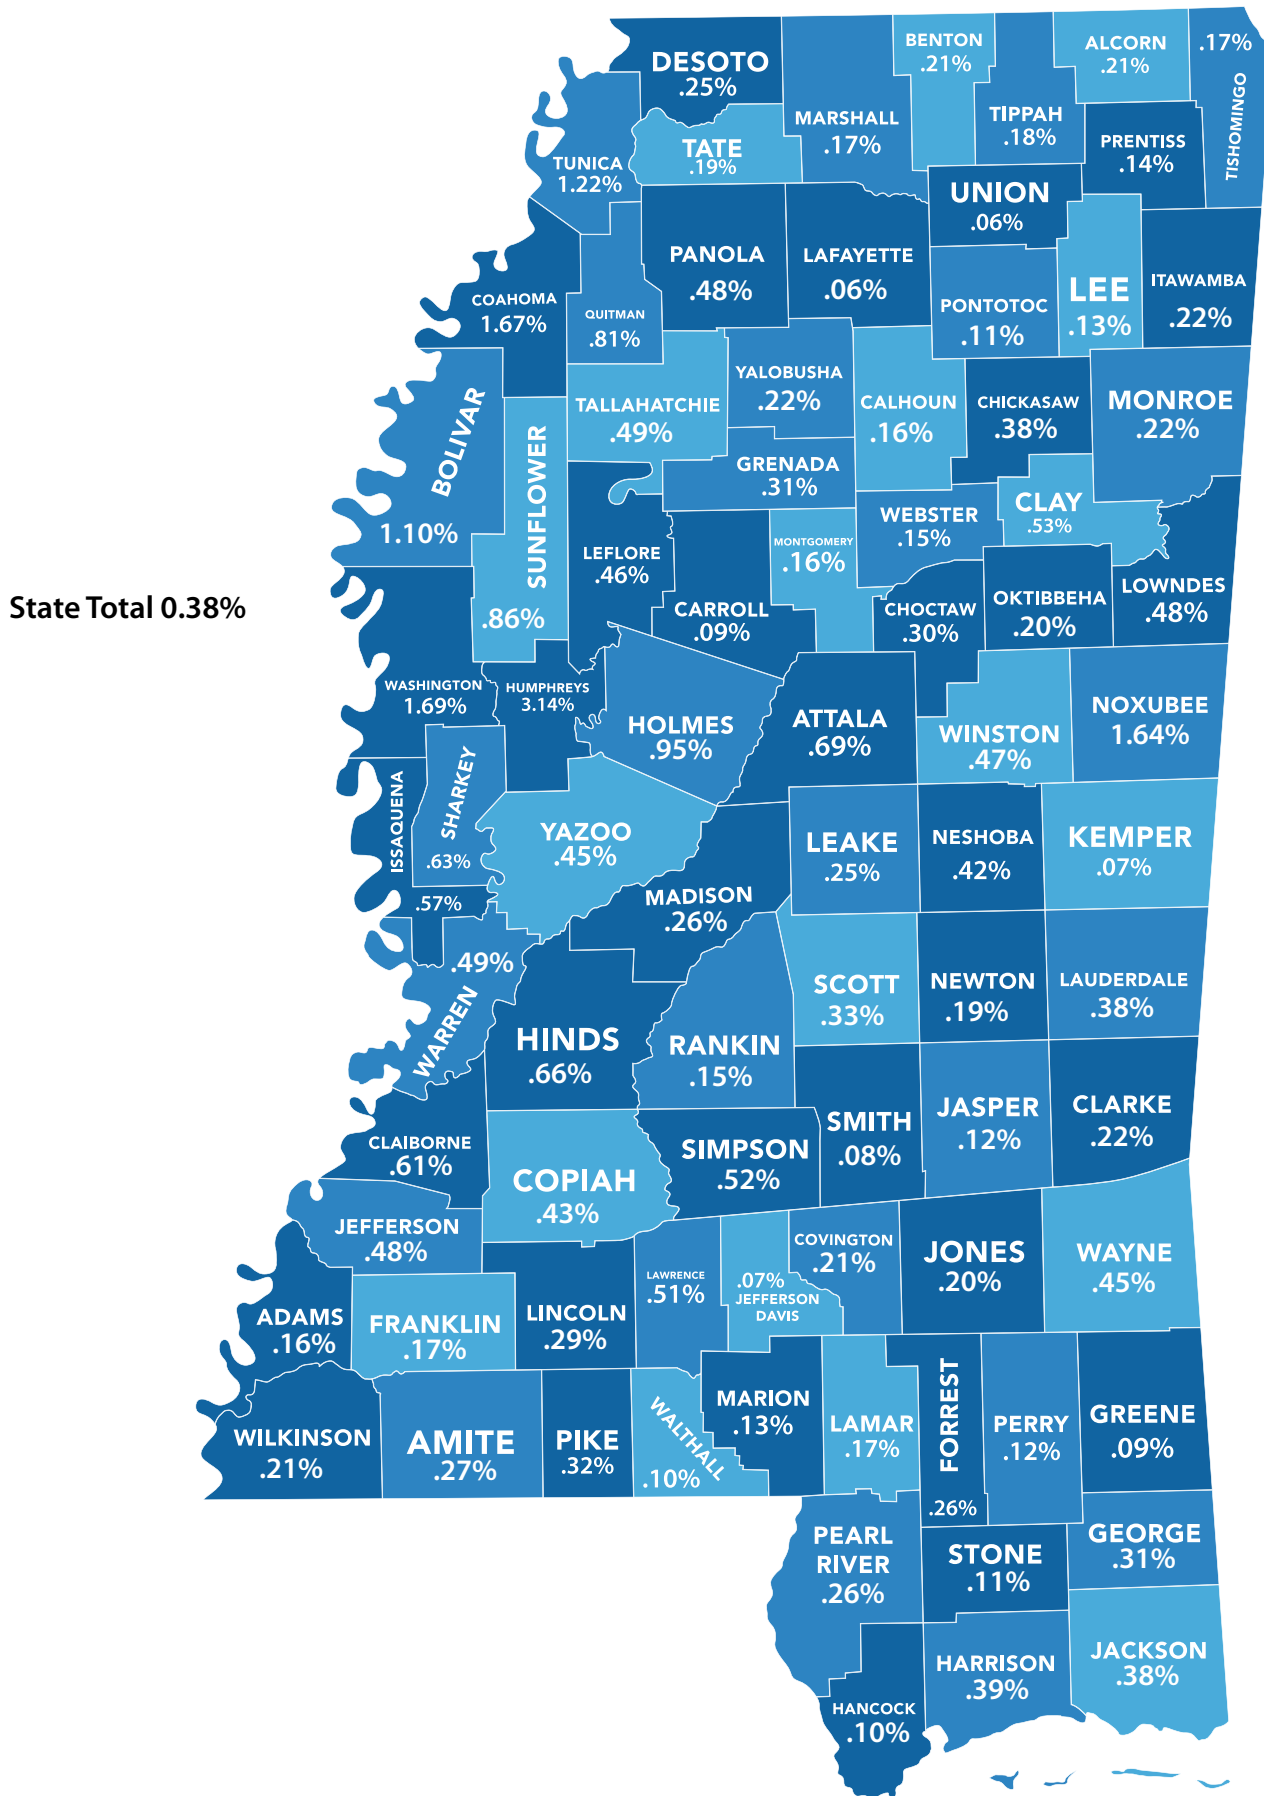 DESOTO
.25%
BENTON
.21%
ALCORN
.21%
.17%
TISHOMINGO
MARSHALL
.17%
TIPPAH
.18%
PRENTISS
.14%
TATE
.19%
TUNICA
1.22%
UNION
.06%
PANOLA
.48%
LAFAYETTE
.06%
COAHOMA
1.67%
QUITMAN
.81%
PONTOTOC
.11%
LEE
.13%
ITAWAMBA
.22%
YALOBUSHA
.22%
TALLAHATCHIE
.49%
CALHOUN
.16%
CHICKASAW
.38%
MONROE
.22%
BOLIVAR
1.10%
SUNFLOWER
.86%
GRENADA
.31%
CLAY
.53%
WEBSTER
.15%
LEFLORE
.46%
MONTGOMERY
.16%
State Total 0.38%
CARROLL
.09%
CHOCTAW
.30%
OKTIBBEHA
.20%
LOWNDES
.48%
WASHINGTON
1.69%
HUMPHREYS
3.14%
HOLMES
.95%
ATTALA
.69%
WINSTON
.47%
NOXUBEE
1.64%
ISSAQUENA
.57%
SHARKEY
.63%
YAZOO
.45%
LEAKE
.25%
NESHOBA
.42%
KEMPER
.07%
MADISON
.26%
.49%
WARREN
SCOTT
.33%
NEWTON
.19%
LAUDERDALE
.38%
HINDS
.66%
RANKIN
.15%
JASPER
.12%
CLARKE
.22%
SMITH
.08%
CLAIBORNE
.61%
SIMPSON
.52%
COPIAH
.43%
JEFFERSON
.48%
COVINGTON
.21%
JONES
.20%
WAYNE
.45%
LAWRENCE
.51%
.07%
JEFFERSON
DAVIS
ADAMS
.16%
FRANKLIN
.17%
LINCOLN
.29%
WILKINSON
.21%
AMITE
.27%
PIKE
.32%
WALTHALL
.10%
MARION
.13%
LAMAR
.17%
FORREST
.26%
PERRY
.12%
GREENE
.09%
PEARL
RIVER
.26%
STONE
.11%
GEORGE
.31%
HARRISON
.39%
JACKSON
.38%
HANCOCK
.10%